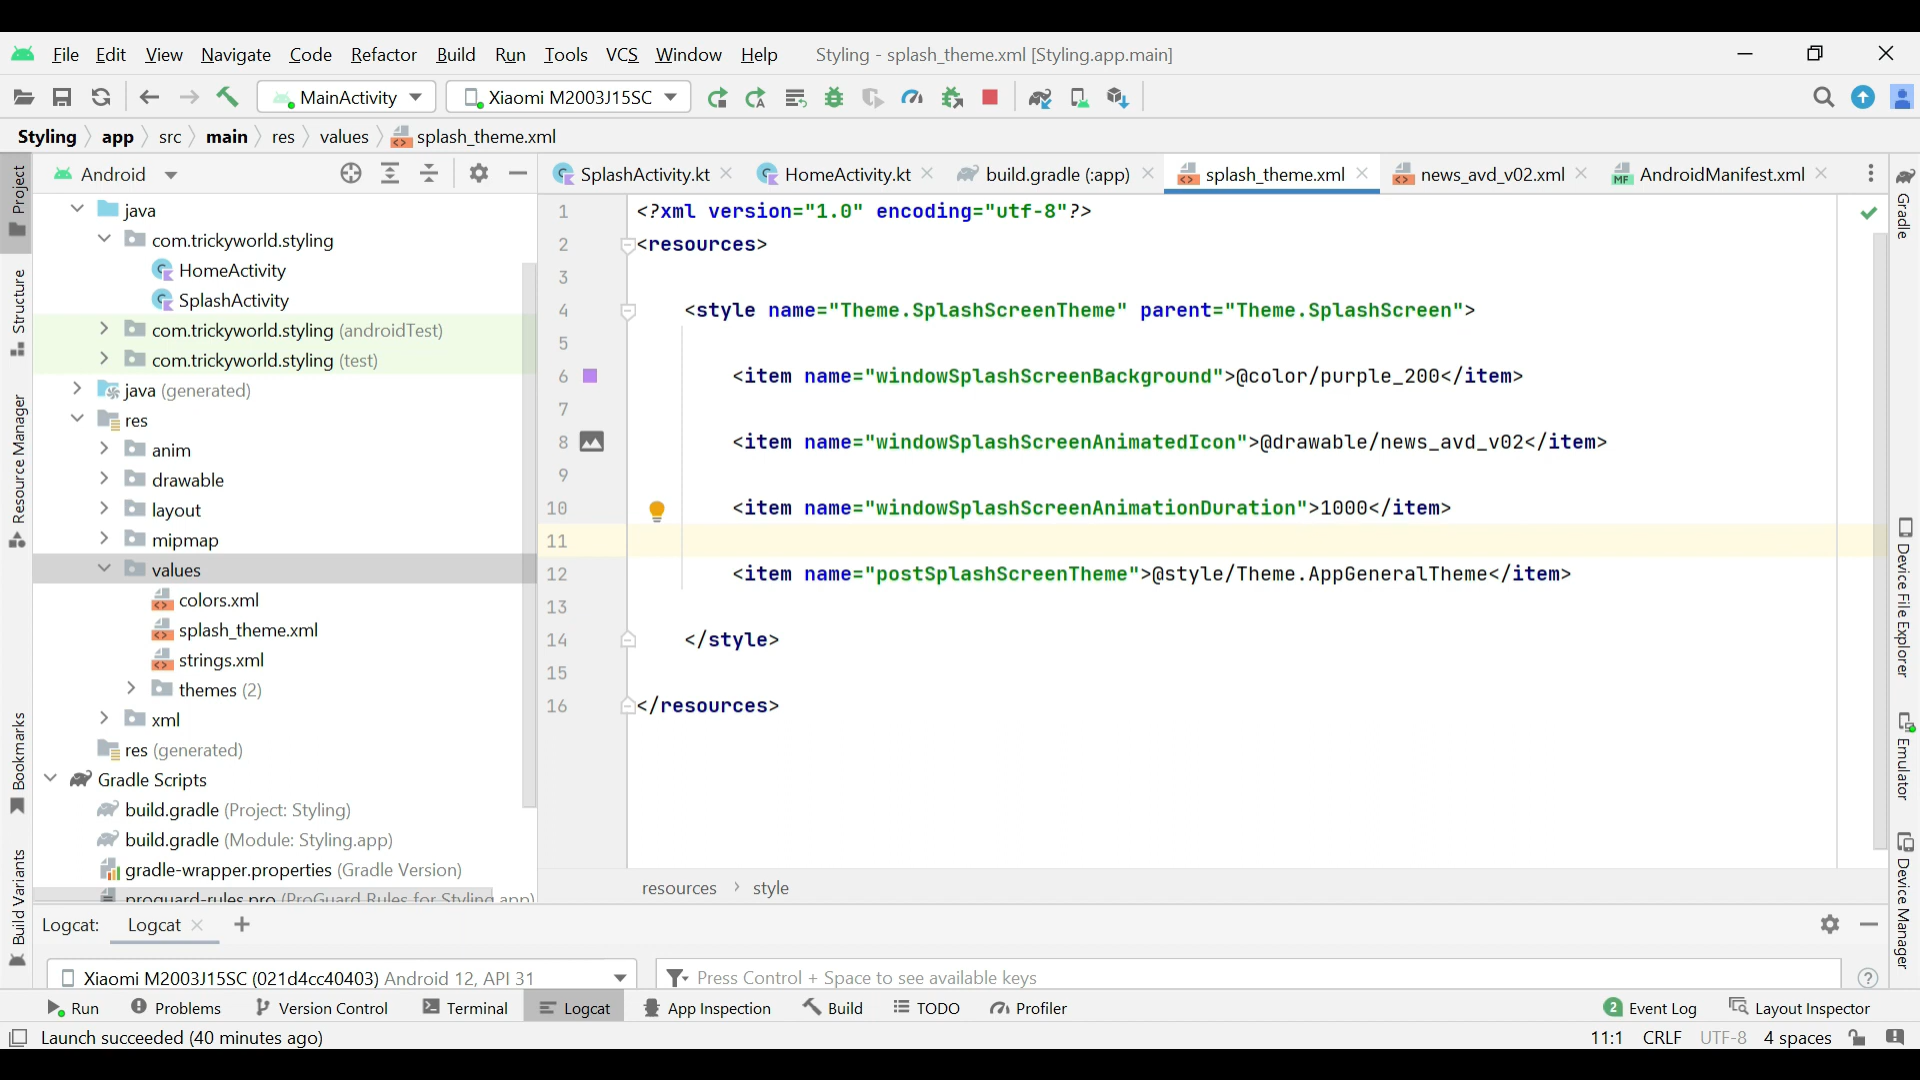 File Edit View Navigate Code Refactor Build Run Tools VCS Window Help Styling - splash_theme.xml [Styling.app.main]
MainActivity Xiaomi M2003J15SC
Styling app src main res values splash_theme.xml
Android SplashActivity.kt HomeActivity.kt build.gradle (:app) splash_theme.xml news_avd_v02.xml AndroidManifest.xml
Project
Structure
Resource Manager
Bookmarks
Build Variants
java
com.trickyworld.styling
HomeActivity
SplashActivity
com.trickyworld.styling (androidTest)
com.trickyworld.styling (test)
java (generated)
res
anim
drawable
layout
mipmap
values
colors.xml
splash_theme.xml
strings.xml
themes (2)
xml
res (generated)
Gradle Scripts
build.gradle (Project: Styling)
build.gradle (Module: Styling.app)
gradle-wrapper.properties (Gradle Version)
proguard-rules.pro (ProGuard Rules for Styling.app)
1 <?xml version="1.0" encoding="utf-8"?>
2 <resources>
3
4 <style name="Theme.SplashScreenTheme" parent="Theme.SplashScreen">
5
6 <item name="windowSplashScreenBackground">@color/purple_200</item>
7
8 <item name="windowSplashScreenAnimatedIcon">@drawable/news_avd_v02</item>
9
10 <item name="windowSplashScreenAnimationDuration">1000</item>
11
12 <item name="postSplashScreenTheme">@style/Theme.AppGeneralTheme</item>
13
14 </style>
15
16 </resources>
resources style
Gradle
Device File Explorer
Emulator
Device Manager
Logcat: Logcat
Xiaomi M2003J15SC (021d4cc40403) Android 12, API 31 Press Control + Space to see available keys
Run Problems Version Control Terminal Logcat App Inspection Build TODO Profiler 2 Event Log Layout Inspector
Launch succeeded (40 minutes ago) 11:1 CRLF UTF-8 4 spaces